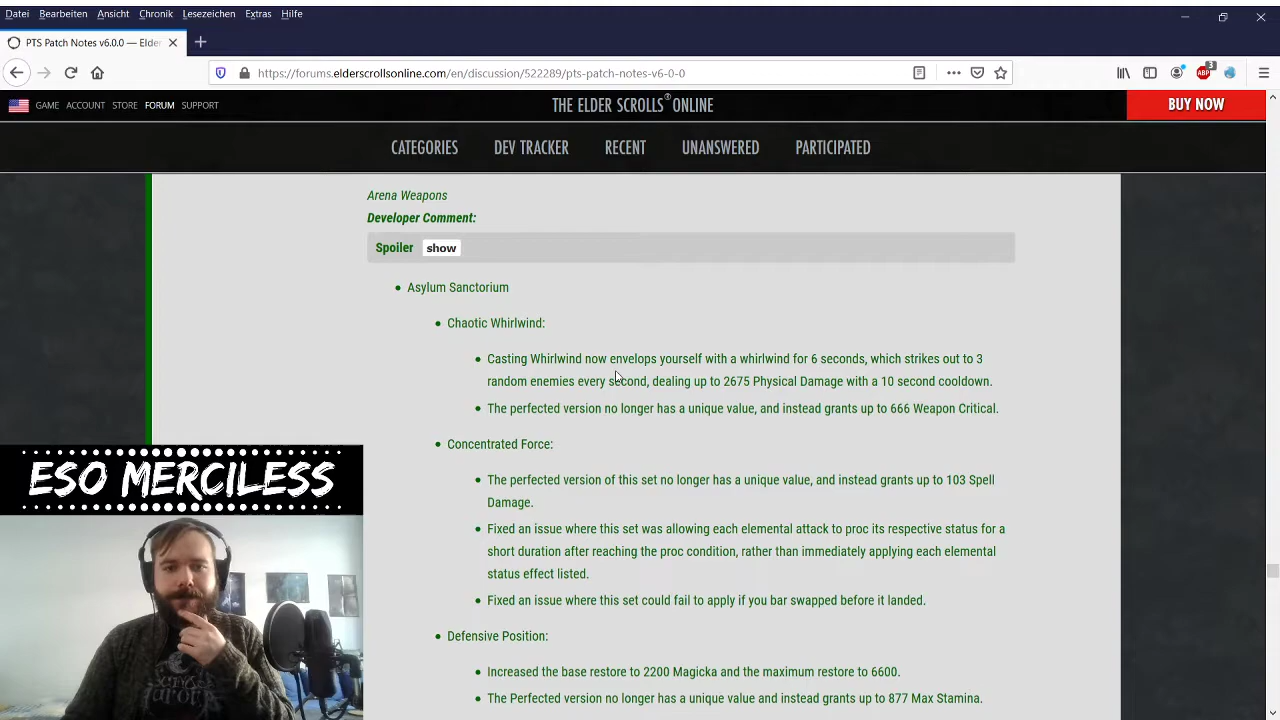 Datei Bearbeiten Ansicht Chronik Lesezeichen Extras Hilfe
PTS Patch Notes v6.0.0 — Elder
https://forums.elderscrollsonline.com/en/discussion/522289/pts-patch-notes-v6-0-0
ABP 3
GAME ACCOUNT STORE FORUM SUPPORT
THE ELDER SCROLLS® ONLINE
BUY NOW
CATEGORIES DEV TRACKER RECENT UNANSWERED PARTICIPATED
Arena Weapons
Developer Comment:
Spoiler show
Asylum Sanctorium
Chaotic Whirlwind:
Casting Whirlwind now envelops yourself with a whirlwind for 6 seconds, which strikes out to 3
random enemies every second, dealing up to 2675 Physical Damage with a 10 second cooldown.
The perfected version no longer has a unique value, and instead grants up to 666 Weapon Critical.
Concentrated Force:
The perfected version of this set no longer has a unique value, and instead grants up to 103 Spell
Damage.
Fixed an issue where this set was allowing each elemental attack to proc its respective status for a
short duration after reaching the proc condition, rather than immediately applying each elemental
status effect listed.
Fixed an issue where this set could fail to apply if you bar swapped before it landed.
Defensive Position:
Increased the base restore to 2200 Magicka and the maximum restore to 6600.
The Perfected version no longer has a unique value and instead grants up to 877 Max Stamina.
ESO MERCILESS